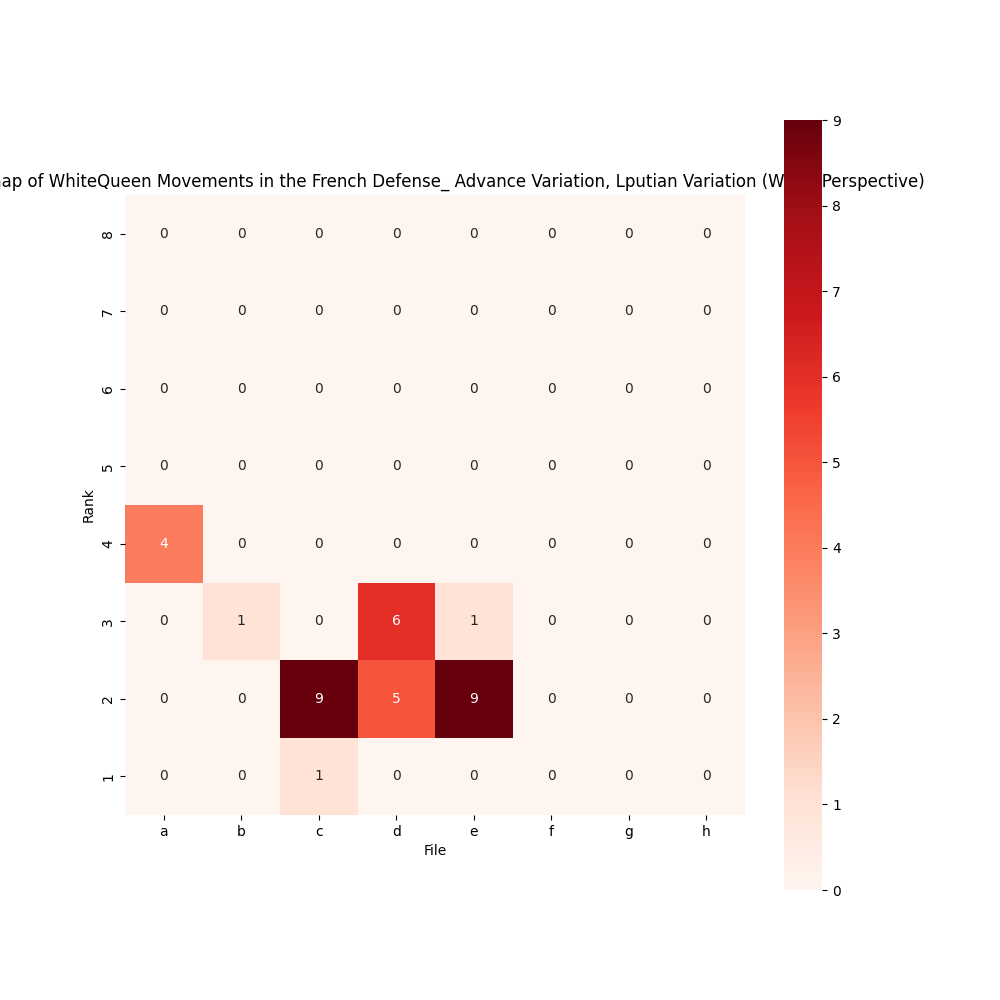 ap of WhiteQueen Movements in the French Defense_ Advance Variation, Lputian Variation (W Perspective)
Rank
8 0 0 0 0 0 0 0 0
7 0 0 0 0 0 0 0 0
6 0 0 0 0 0 0 0 0
5 0 0 0 0 0 0 0 0
4 4 0 0 0 0 0 0 0
3 0 1 0 6 1 0 0 0
2 0 0 9 5 9 0 0 0
1 0 0 1 0 0 0 0 0
a b c d e f g h
File
9
8
7
6
5
4
3
2
1
0